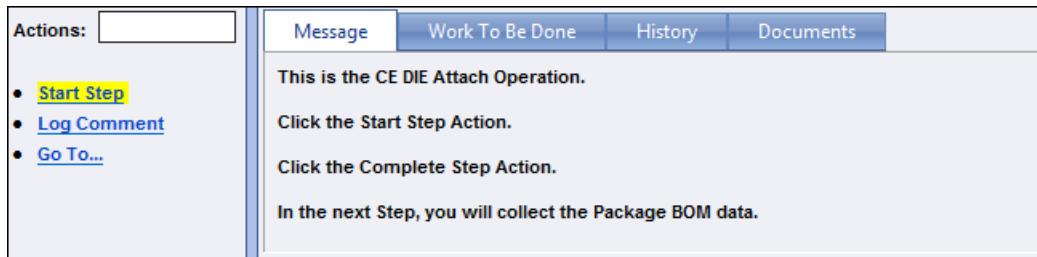 Actions:
Start Step
Log Comment
Go To...
Message Work To Be Done History Documents
This is the CE DIE Attach Operation.
Click the Start Step Action.
Click the Complete Step Action.
In the next Step, you will collect the Package BOM data.